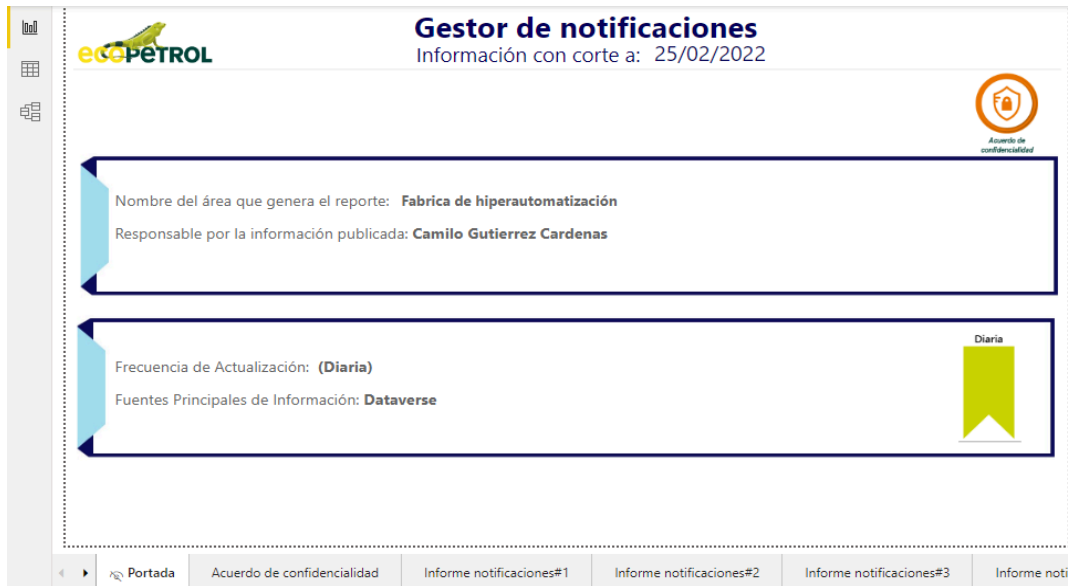 ecopetrol
Gestor de notificaciones
Información con corte a: 25/02/2022
Acuerdo de
confidencialidad
Nombre del área que genera el reporte: Fabrica de hiperautomatización
Responsable por la información publicada: Camilo Gutierrez Cardenas
Diaria
Frecuencia de Actualización: (Diaria)
Fuentes Principales de Información: Dataverse
Portada
Acuerdo de confidencialidad
Informe notificaciones#1
Informe notificaciones#2
Informe notificaciones#3
Informe noti